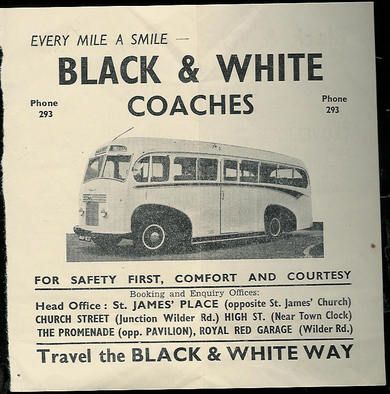 EVERY MILE A SMILE —
BLACK & WHITE
Phone 293
COACHES
Phone 293
FOR SAFETY FIRST, COMFORT AND COURTESY
Booking and Enquiry Offices:
Head Office : St. JAMES' PLACE (opposite St. James' Church)
CHURCH STREET (Junction Wilder Rd.) HIGH ST. (Near Town Clock)
THE PROMENADE (opp. PAVILION), ROYAL RED GARAGE (Wilder Rd.)
Travel the BLACK & WHITE WAY